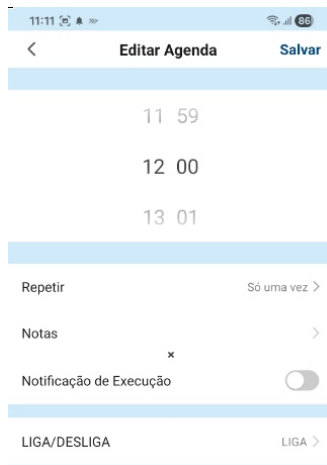 11:11 86
Editar Agenda Salvar
11 59
12 00
13 01
Repetir Só uma vez
Notas
Notificação de Execução
LIGA/DESLIGA LIGA